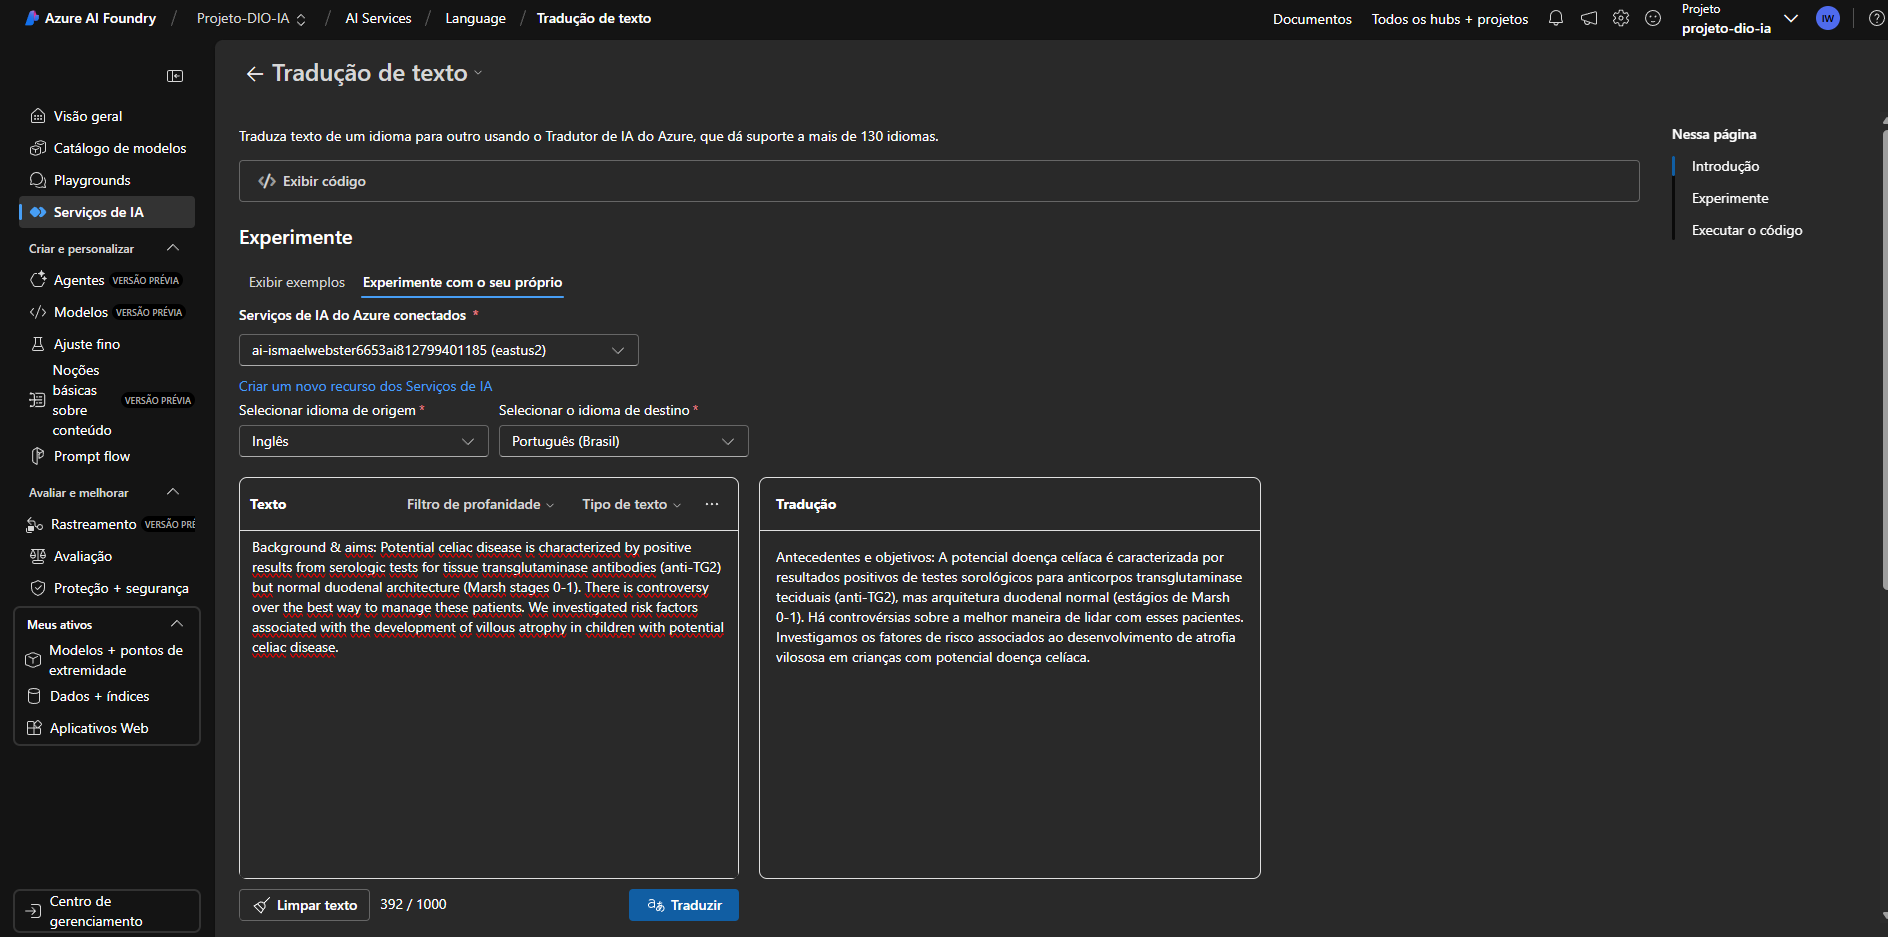 Azure AI Foundry / Projeto-DIO-IA / AI Services / Language / Tradução de texto
Documentos
Todos os hubs + projetos
Projeto
projeto-dio-ia
IW
Visão geral
Catálogo de modelos
Playgrounds
Serviços de IA
Criar e personalizar
Agentes VERSÃO PRÉVIA
Modelos VERSÃO PRÉVIA
Ajuste fino
Noções
básicas
sobre
conteúdo
VERSÃO PRÉVIA
Prompt flow
Avaliar e melhorar
Rastreamento VERSÃO PRÉ
Avaliação
Proteção + segurança
Meus ativos
Modelos + pontos de
extremidade
Dados + índices
Aplicativos Web
Centro de
gerenciamento
Tradução de texto
Traduza texto de um idioma para outro usando o Tradutor de IA do Azure, que dá suporte a mais de 130 idiomas.
Exibir código
Experimente
Exibir exemplos
Experimente com o seu próprio
Serviços de IA do Azure conectados *
ai-ismaelwebster6653ai812799401185 (eastus2)
Criar um novo recurso dos Serviços de IA
Selecionar idioma de origem *
Selecionar o idioma de destino *
Inglês
Português (Brasil)
Texto
Filtro de profanidade
Tipo de texto
...
Background & aims: Potential celiac disease is characterized by positive
results from serologic tests for tissue transglutaminase antibodies (anti-TG2)
but normal duodenal architecture (Marsh stages 0-1). There is controversy
over the best way to manage these patients. We investigated risk factors
associated with the development of villous atrophy in children with potential
celiac disease.
Limpar texto
392 / 1000
Traduzir
Tradução
Antecedentes e objetivos: A potencial doença celíaca é caracterizada por
resultados positivos de testes sorológicos para anticorpos transglutaminase
teciduais (anti-TG2), mas arquitetura duodenal normal (estágios de Marsh
0-1). Há controvérsias sobre a melhor maneira de lidar com esses pacientes.
Investigamos os fatores de risco associados ao desenvolvimento de atrofia
vilososa em crianças com potencial doença celíaca.
Nessa página
Introdução
Experimente
Executar o código